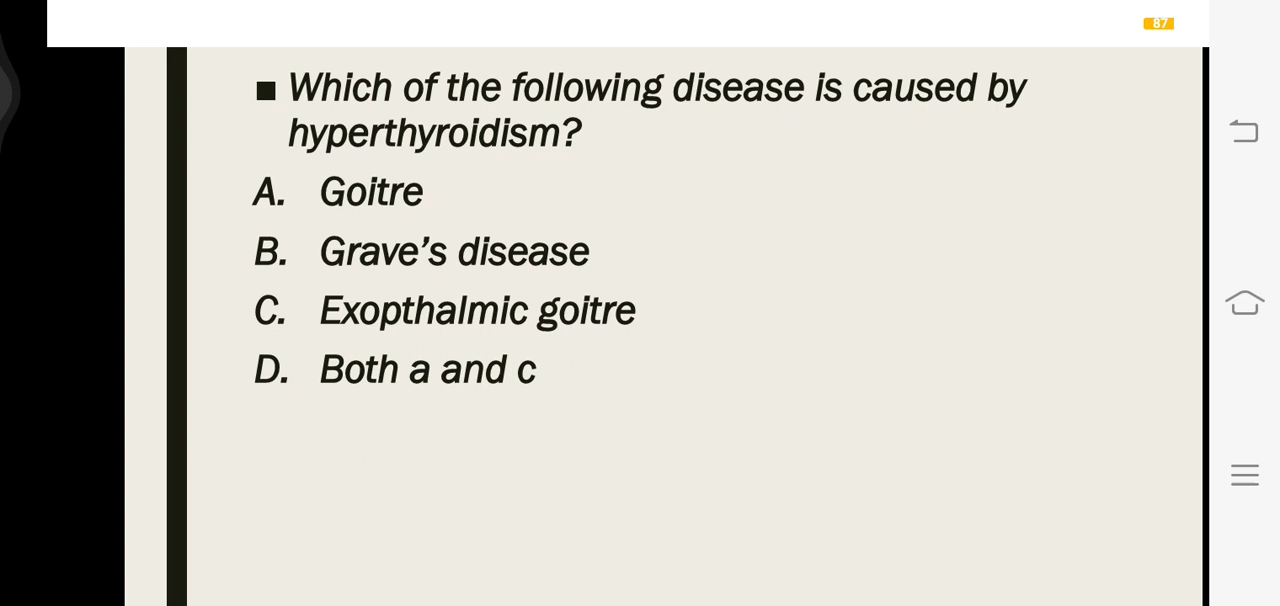 87
■ Which of the following disease is caused by
hyperthyroidism?
A. Goitre
B. Grave’s disease
C. Exopthalmic goitre
D. Both a and c